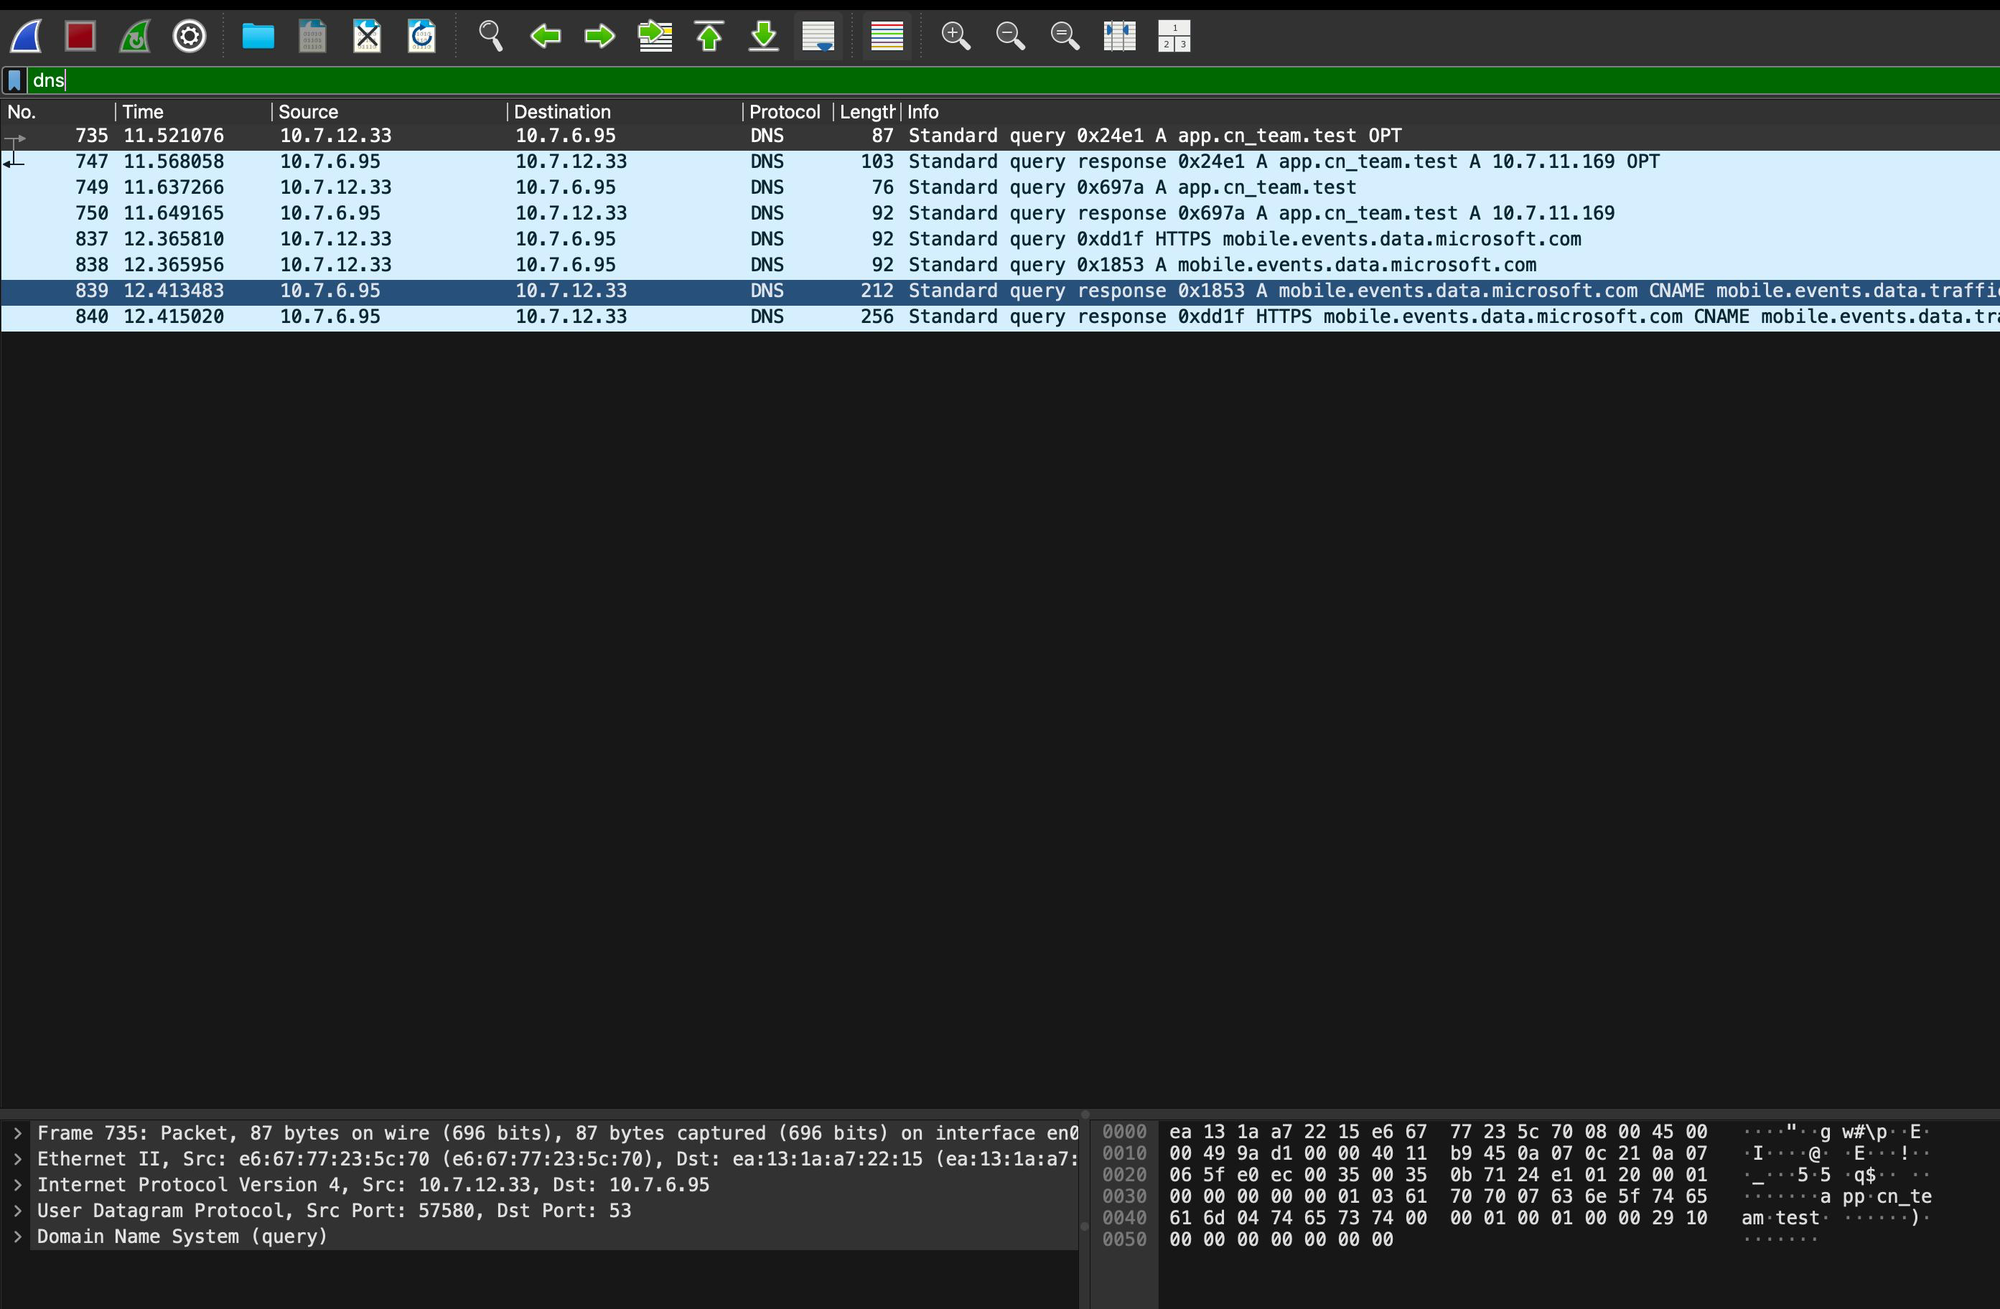 dns
No. Time Source Destination Protocol Length Info
735 11.521076 10.7.12.33 10.7.6.95 DNS 87 Standard query 0x24e1 A app.cn_team.test OPT
747 11.568058 10.7.6.95 10.7.12.33 DNS 103 Standard query response 0x24e1 A app.cn_team.test A 10.7.11.169 OPT
749 11.637266 10.7.12.33 10.7.6.95 DNS 76 Standard query 0x697a A app.cn_team.test
750 11.649165 10.7.6.95 10.7.12.33 DNS 92 Standard query response 0x697a A app.cn_team.test A 10.7.11.169
837 12.365810 10.7.12.33 10.7.6.95 DNS 92 Standard query 0xdd1f HTTPS mobile.events.data.microsoft.com
838 12.365956 10.7.12.33 10.7.6.95 DNS 92 Standard query 0x1853 A mobile.events.data.microsoft.com
839 12.413483 10.7.6.95 10.7.12.33 DNS 212 Standard query response 0x1853 A mobile.events.data.microsoft.com CNAME mobile.events.data.traffi
840 12.415020 10.7.6.95 10.7.12.33 DNS 256 Standard query response 0xdd1f HTTPS mobile.events.data.microsoft.com CNAME mobile.events.data.tr
Frame 735: Packet, 87 bytes on wire (696 bits), 87 bytes captured (696 bits) on interface en0
Ethernet II, Src: e6:67:77:23:5c:70 (e6:67:77:23:5c:70), Dst: ea:13:1a:a7:22:15 (ea:13:1a:a7:
Internet Protocol Version 4, Src: 10.7.12.33, Dst: 10.7.6.95
User Datagram Protocol, Src Port: 57580, Dst Port: 53
Domain Name System (query)
0000 ea 13 1a a7 22 15 e6 67 77 23 5c 70 08 00 45 00 ····"··g w#\p··E·
0010 00 49 9a d1 00 00 40 11 b9 45 0a 07 0c 21 0a 07 ·I····@· ·E···!··
0020 06 5f e0 ec 00 35 00 35 0b 71 24 e1 01 20 00 01 ·_···5·5 ·q$·· ··
0030 00 00 00 00 00 01 03 61 70 70 07 63 6e 5f 74 65 ·······a pp·cn_te
0040 61 6d 04 74 65 73 74 00 00 01 00 01 00 00 29 10 am·test· ······)·
0050 00 00 00 00 00 00 00 ·······